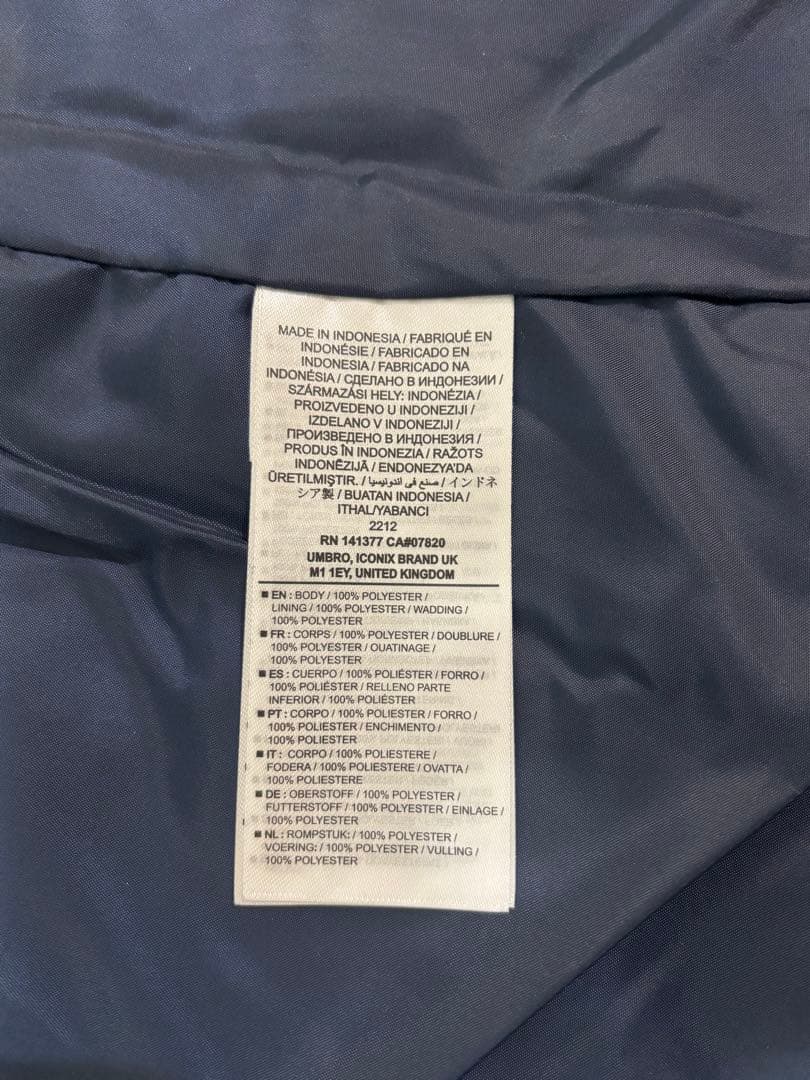 MADE IN INDONESIA / FABRIQUÉ EN
INDONÉSIE / FABRICADO EN
INDONESIA / FABRICADO NA
INDONÉSIA / СДЕЛАНО В ИНДОНЕЗИИ /
SZÁRMAZÁSI HELY: INDONÉZIA /
PROIZVEDENO U INDONEZIJI /
IZDELANO V INDONEZIJI /
ПРОИЗВЕДЕНО В ИНДОНЕЗИЯ /
PRODUS ÎN INDONEZIA / RAŽOTS
INDONĒZIJĀ / ENDONEZYA'DA
ÜRETILMIŞTIR. / صنع في أندونيسيا / インドネ
シア製 / BUATAN INDONESIA /
ITHAL/YABANCI
2212
RN 141377 CA#07820
UMBRO, ICONIX BRAND UK
M1 1EY, UNITED KINGDOM
■ EN : BODY / 100% POLYESTER /
LINING / 100% POLYESTER / WADDING /
100% POLYESTER
■ FR : CORPS / 100% POLYESTER / DOUBLURE /
100% POLYESTER / OUATINAGE /
100% POLYESTER
■ ES : CUERPO / 100% POLIÉSTER / FORRO /
100% POLIÉSTER / RELLENO PARTE
INFERIOR / 100% POLIÉSTER
■ PT : CORPO / 100% POLIESTER / FORRO /
100% POLIESTER / ENCHIMENTO /
100% POLIESTER
■ IT : CORPO / 100% POLIESTERE /
FODERA / 100% POLIESTERE / OVATTA /
100% POLIESTERE
■ DE : OBERSTOFF / 100% POLYESTER /
FUTTERSTOFF / 100% POLYESTER / EINLAGE /
100% POLYESTER
■ NL : ROMPSTUK: / 100% POLYESTER /
VOERING: / 100% POLYESTER / VULLING /
100% POLYESTER